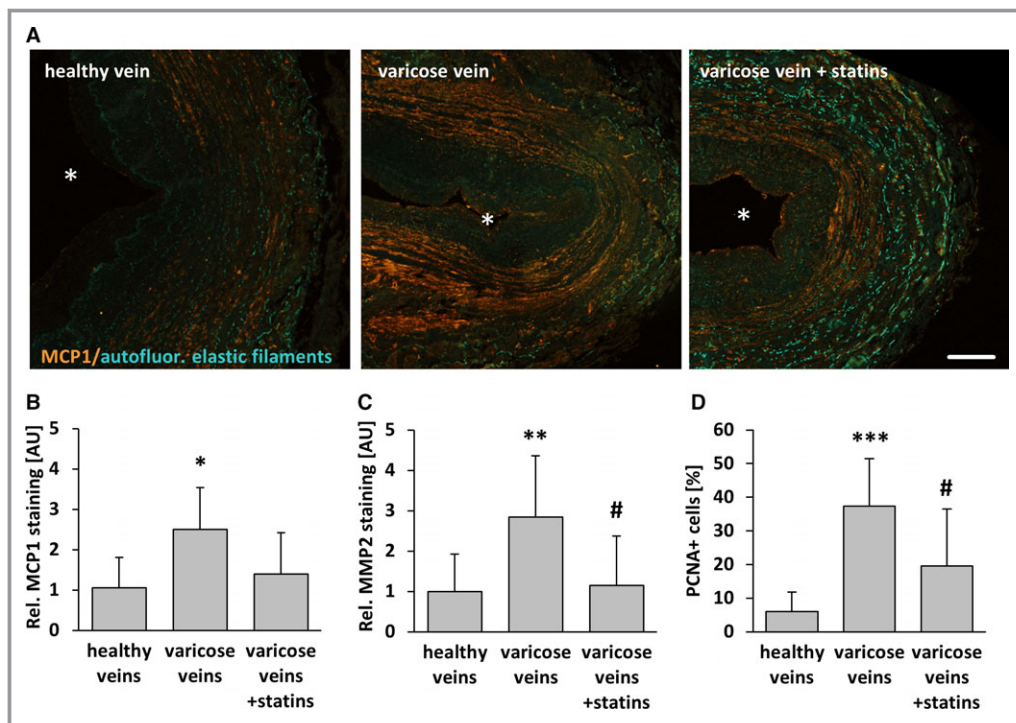 A
healthy vein
varicose vein
varicose vein + statins
*
*
*
MCP1/autofluor. elastic filaments
B
Rel. MCP1 staining [AU]
5
4
3
2
1
0
*
healthy
veins
varicose
veins
varicose
veins
+statins
C
Rel. MMP2 staining [AU]
5
4
3
2
1
0
**
#
healthy
veins
varicose
veins
varicose
veins
+statins
D
PCNA+ cells [%]
60
50
40
30
20
10
0
***
#
healthy
veins
varicose
veins
varicose
veins
+statins